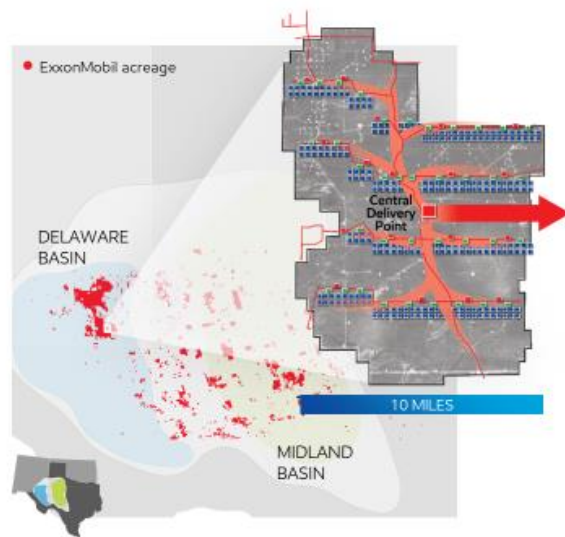 ExxonMobil acreage
DELAWARE
BASIN
Central
Delivery
Point
10 MILES
MIDLAND
BASIN